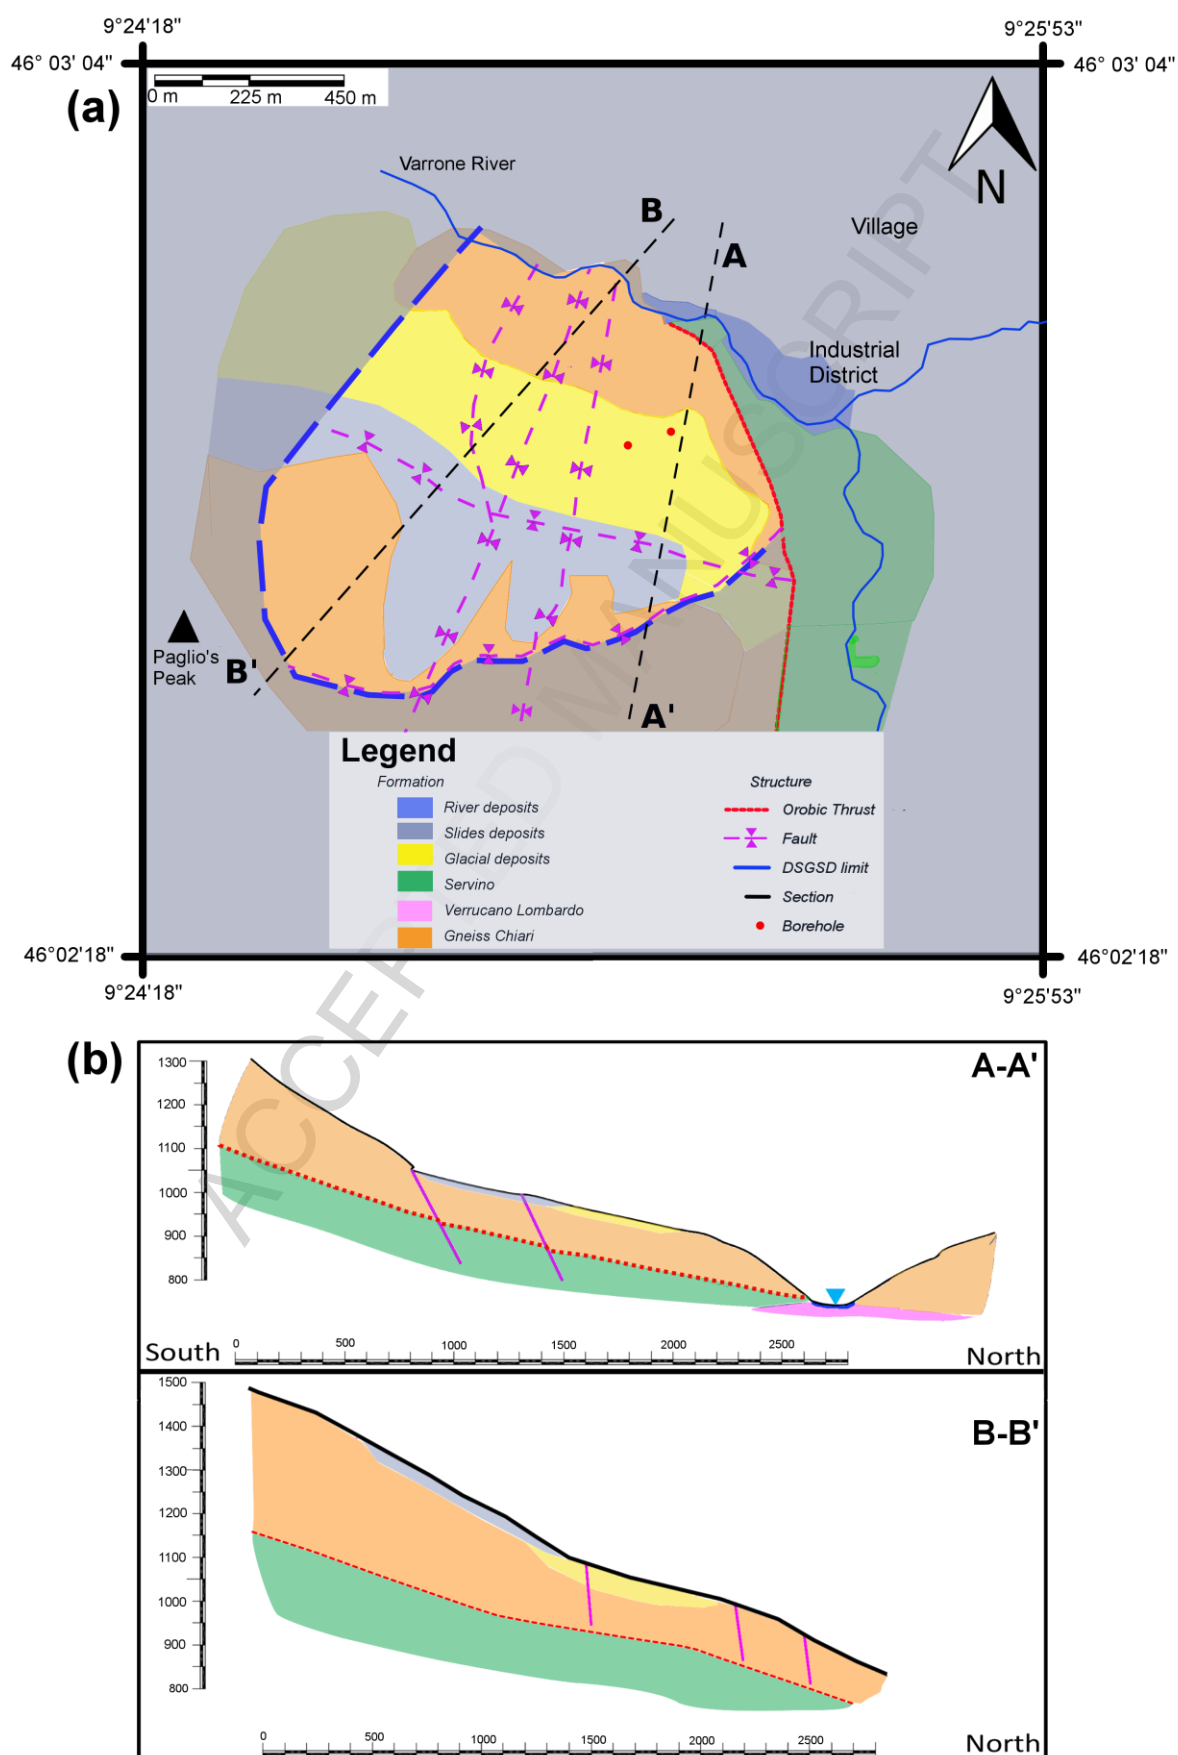 9°24'18"
9°25'53"
46° 03' 04"
46° 03' 04"
(a)
0 m
225 m
450 m
Varrone River
N
B
A
Village
Industrial
District
Paglio's
Peak
B'
A'
Legend
Formation
River deposits
Slides deposits
Glacial deposits
Servino
Verrucano Lombardo
Gneiss Chiari
Structure
Orobic Thrust
Fault
DSGSD limit
Section
Borehole
46°02'18"
46°02'18"
9°24'18"
9°25'53"
ACCEPTED MANUSCRIPT
(b)
A-A'
1300
1200
1100
1000
900
800
South
0
500
1000
1500
2000
2500
North
B-B'
1500
1400
1300
1200
1100
1000
900
800
0
500
1000
1500
2000
2500
North